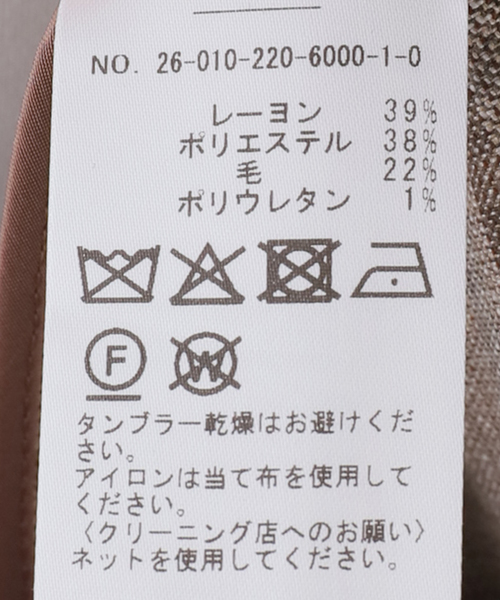 NO. 26-010-220-6000-1-0
レーヨン 39%
ポリエステル 38%
毛 22%
ポリウレタン 1%
F W
タンブラー乾燥はお避けくだ
さい。
アイロンは当て布を使用して
ください。
〈クリーニング店へのお願い〉
ネットを使用してください。